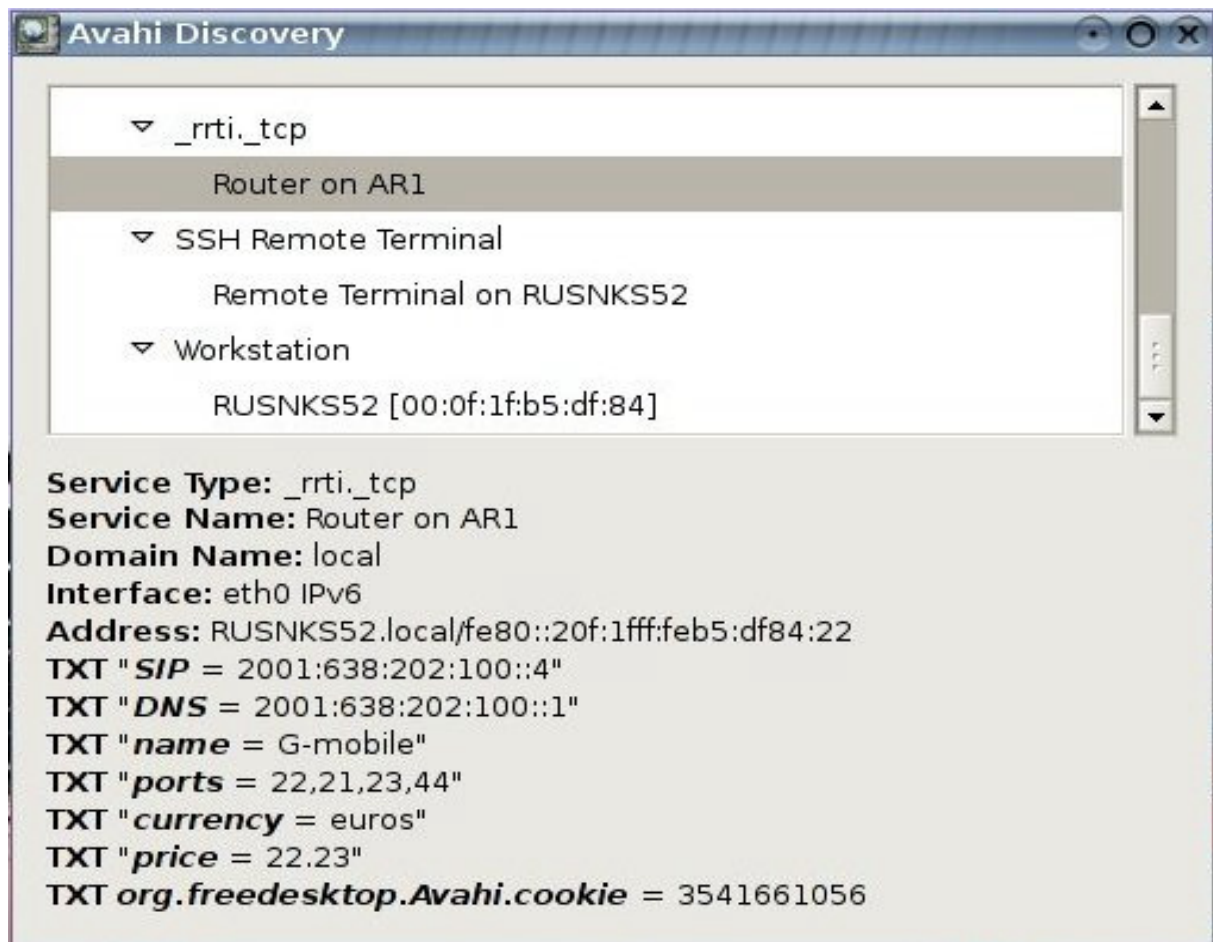 Avahi Discovery
_rrti._tcp
Router on AR1
SSH Remote Terminal
Remote Terminal on RUSNKS52
Workstation
RUSNKS52 [00:0f:1f:b5:df:84]
Service Type: _rrti._tcp
Service Name: Router on AR1
Domain Name: local
Interface: eth0 IPv6
Address: RUSNKS52.local/fe80::20f:1fff:feb5:df84:22
TXT "SIP = 2001:638:202:100::4"
TXT "DNS = 2001:638:202:100::1"
TXT "name = G-mobile"
TXT "ports = 22,21,23,44"
TXT "currency = euros"
TXT "price = 22.23"
TXT org.freedesktop.Avahi.cookie = 3541661056